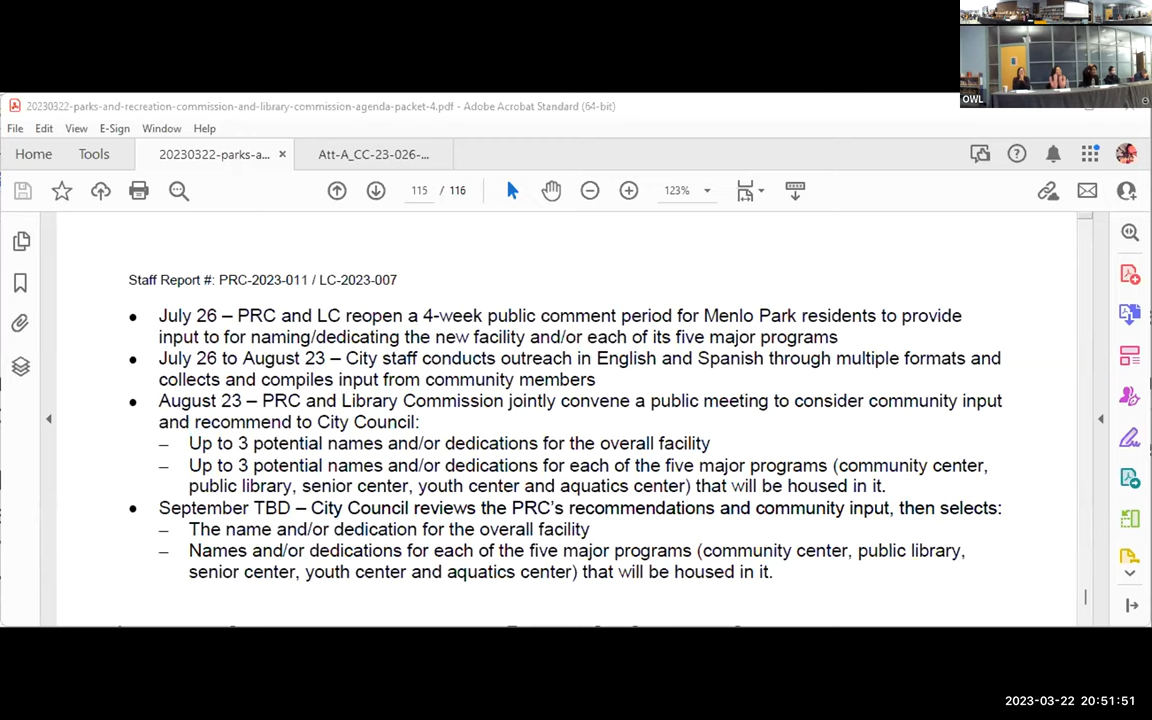 20230322-parks-and-recreation-commission-and-library-commission-agenda-packet-4.pdf - Adobe Acrobat Standard (64-bit)
File Edit View E-Sign Window Help
Home Tools 20230322-parks-a... × Att-A_CC-23-026-...
115 / 116 123%
Staff Report #: PRC-2023-011 / LC-2023-007
● July 26 – PRC and LC reopen a 4-week public comment period for Menlo Park residents to provide
input to for naming/dedicating the new facility and/or each of its five major programs
● July 26 to August 23 – City staff conducts outreach in English and Spanish through multiple formats and
collects and compiles input from community members
● August 23 – PRC and Library Commission jointly convene a public meeting to consider community input
and recommend to City Council:
– Up to 3 potential names and/or dedications for the overall facility
– Up to 3 potential names and/or dedications for each of the five major programs (community center,
public library, senior center, youth center and aquatics center) that will be housed in it.
● September TBD – City Council reviews the PRC's recommendations and community input, then selects:
– The name and/or dedication for the overall facility
– Names and/or dedications for each of the five major programs (community center, public library,
senior center, youth center and aquatics center) that will be housed in it.
OWL
2023-03-22 20:51:51